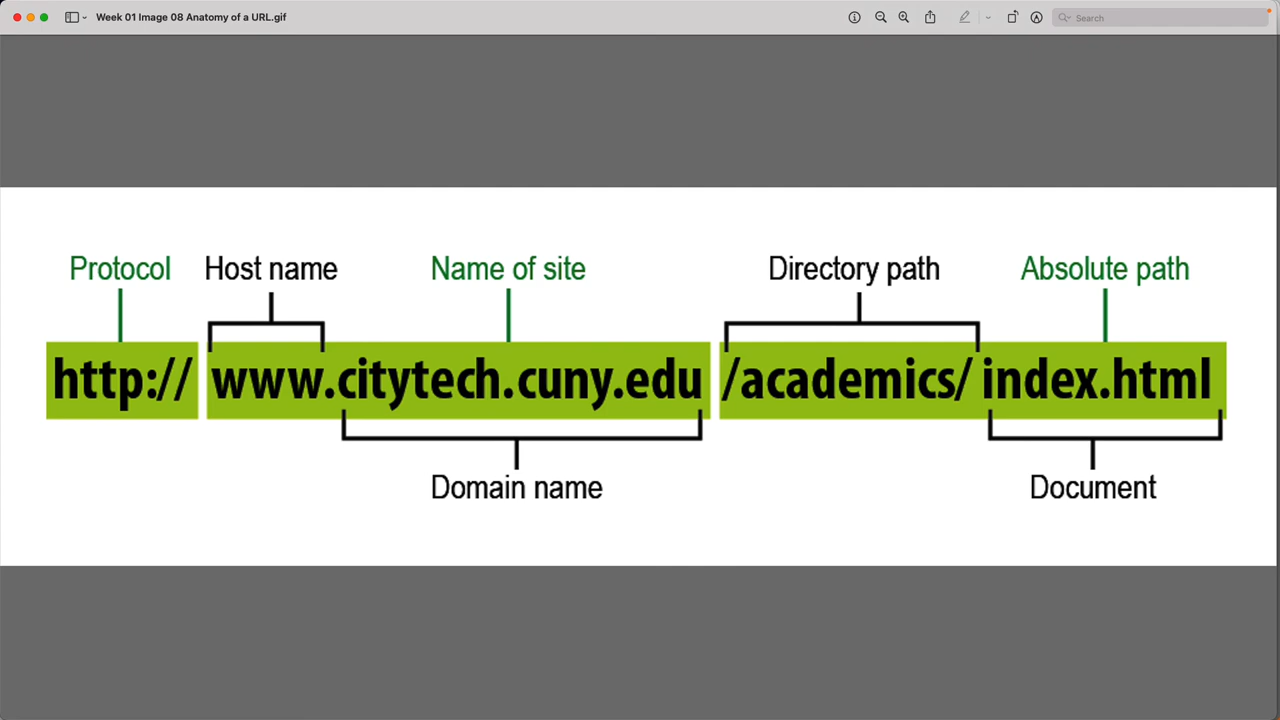 Week 01 Image 08 Anatomy of a URL.gif
Search
Protocol
Host name
Name of site
Directory path
Absolute path
http:// www.citytech.cuny.edu /academics/ index.html
Domain name
Document